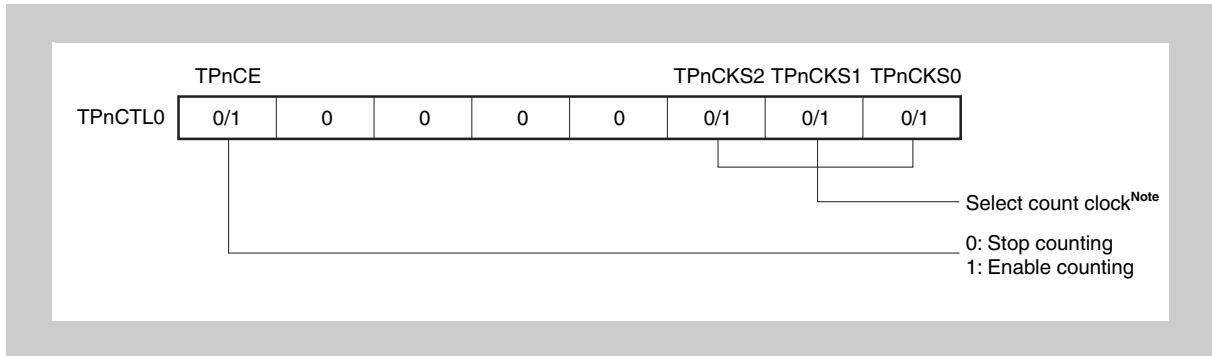 TPnCE TPnCKS2 TPnCKS1 TPnCKS0
TPnCTL0 0/1 0 0 0 0 0/1 0/1 0/1
Select count clockNote
0: Stop counting
1: Enable counting